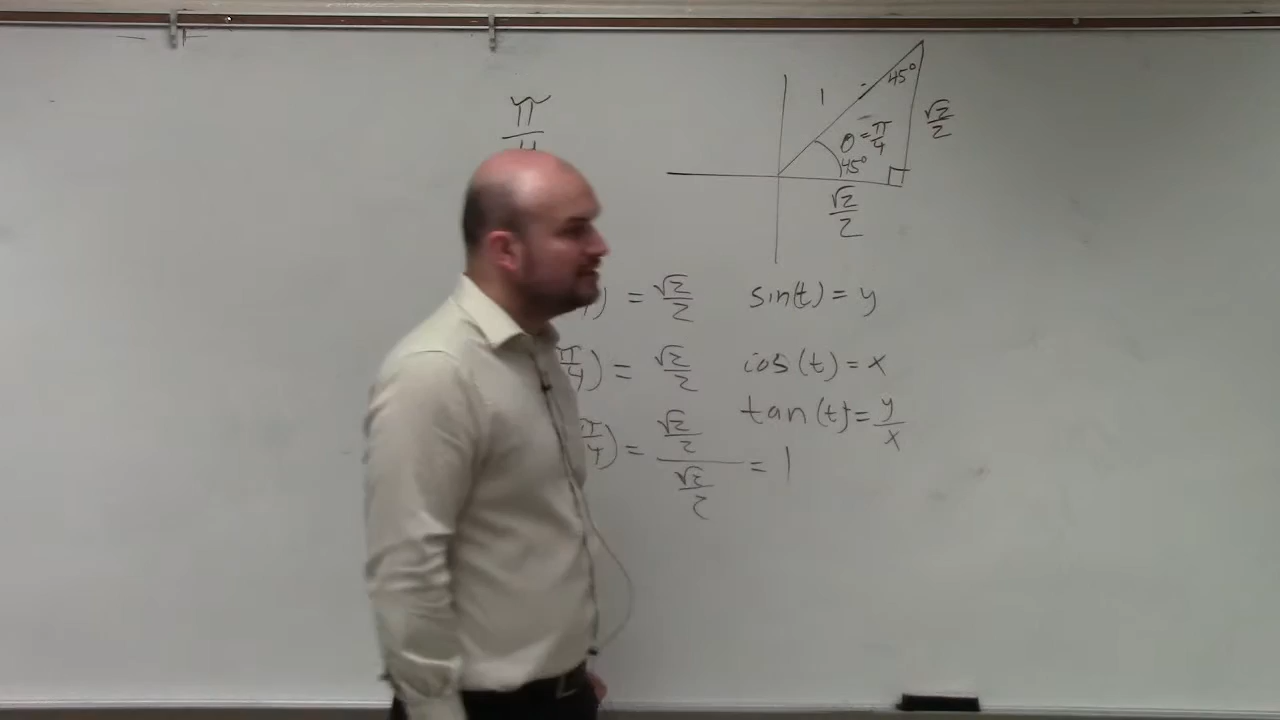 π/4
1
45°
θ = π/4
45°
√2/2
√2/2
) = √2/2
sin(t) = y
π/4) = √2/2
cos(t) = x
π/4) = (√2/2)/(√2/2) = 1
tan(t) = y/x